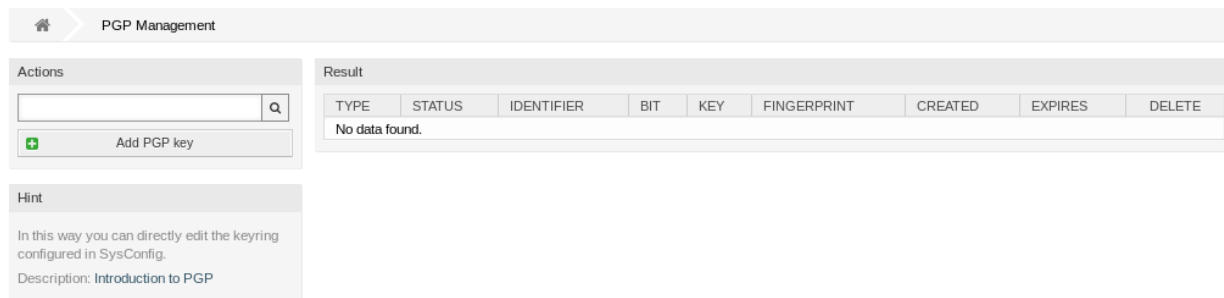 PGP Management
Actions
Add PGP key
Hint
In this way you can directly edit the keyring
configured in SysConfig.
Description: Introduction to PGP
Result
TYPE STATUS IDENTIFIER BIT KEY FINGERPRINT CREATED EXPIRES DELETE
No data found.